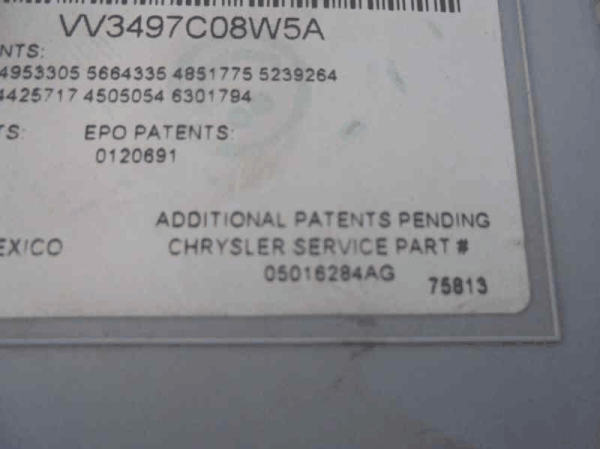 VV3497C08W5A
NTS:
4953305 5664335 4851775 5239264
4425717 4505054 6301794
TS: EPO PATENTS:
0120691
ADDITIONAL PATENTS PENDING
EXICO CHRYSLER SERVICE PART #
05016284AG 75813